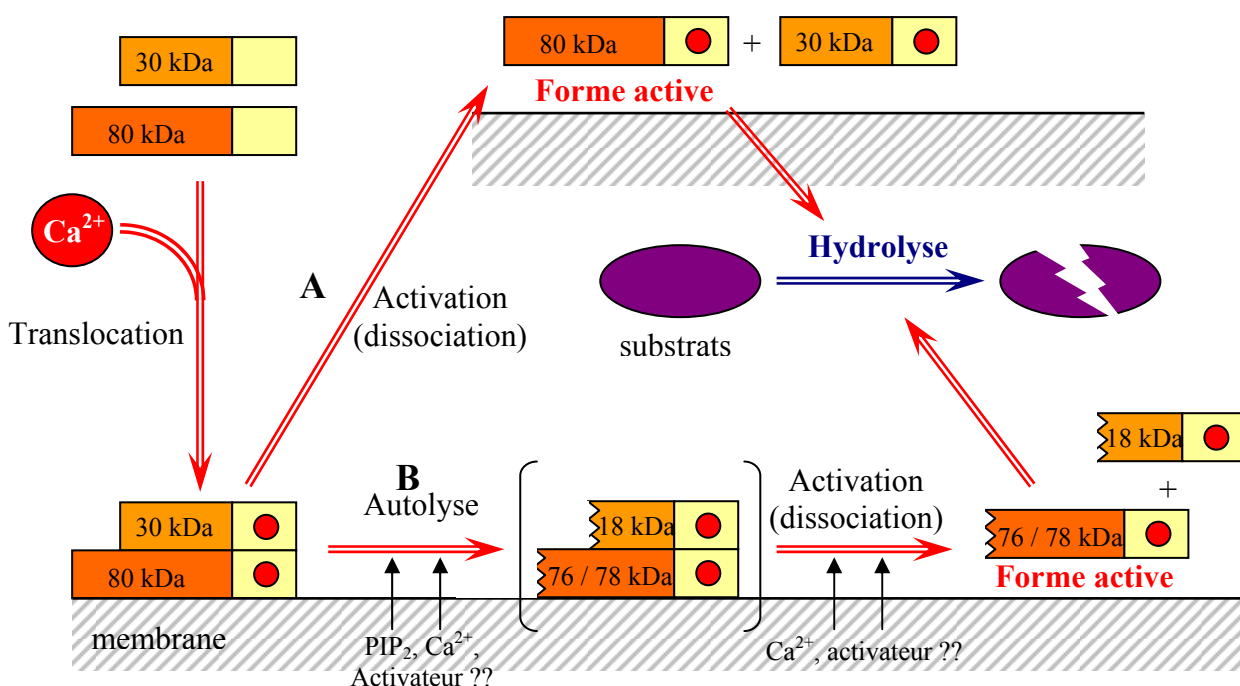 30 kDa
80 kDa
Ca²⁺
Translocation
80 kDa
+
30 kDa
Forme active
A
Activation
(dissociation)
Hydrolyse
substrats
30 kDa
80 kDa
membrane
B
Autolyse
PIP₂, Ca²⁺,
Activateur ??
18 kDa
76 / 78 kDa
Activation
(dissociation)
Ca²⁺, activateur ??
18 kDa
+
76 / 78 kDa
Forme active